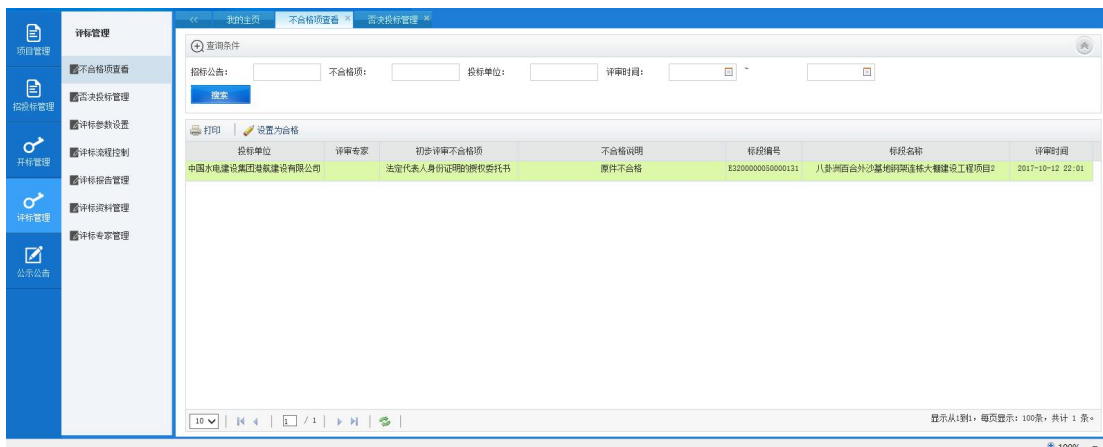 项目管理
招投标管理
开标管理
评标管理
公示公告
评标管理
不合格项查看
否决投标管理
评标参数设置
评标流程控制
评标报告管理
评标资料管理
评标专家管理
<< 我的主页 不合格项查看 × 否决投标管理 ×
查询条件
招标公告: 不合格项: 投标单位: 评审时间: ~
搜索
打印 设置为合格
投标单位 评审专家 初步评审不合格项 不合格说明 标段编号 标段名称 评审时间
中国水电建设集团港航建设有限公司 法定代表人身份证明的授权委托书 原件不合格 E3200000050000131 八卦洲百合外沙基地钢架连栋大棚建设工程项目2 2017-10-12 22:01
10 1 / 1 显示从1到1，每页显示：100条，共计 1 条。
100%